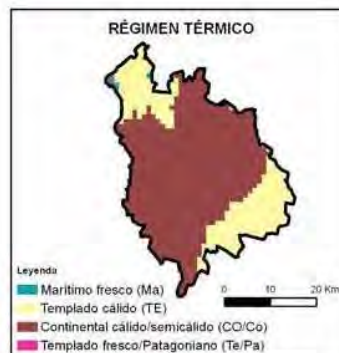 RÉGIMEN TÉRMICO
Leyenda
Marítimo fresco (Ma)
Templado cálido (TE)
0 10 20 Km
Continental cálido/semicálido (CO/Co)
Templado fresco/Patagoniano (Te/Pa)